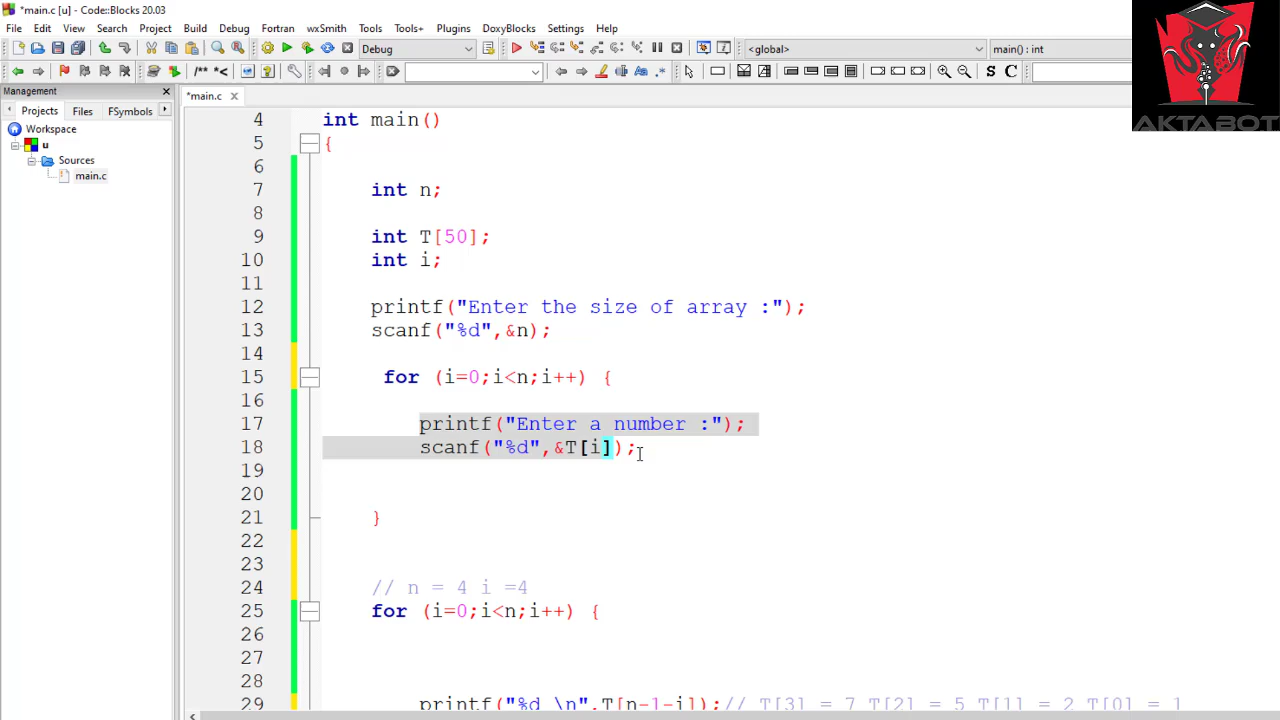 *main.c [u] - Code::Blocks 20.03
File Edit View Search Project Build Debug Fortran wxSmith Tools Tools+ Plugins DoxyBlocks Settings Help
Debug
<global>
main() : int
/** *<
.*
S C
Management
Projects Files FSymbols
Workspace
u
Sources
main.c
*main.c
AKTABOT
4 int main()
5 {
6
7 int n;
8
9 int T[50];
10 int i;
11
12 printf("Enter the size of array :");
13 scanf("%d",&n);
14
15 for (i=0;i<n;i++) {
16
17 printf("Enter a number :");
18 scanf("%d",&T[i]);
19
20
21 }
22
23
24 // n = 4 i =4
25 for (i=0;i<n;i++) {
26
27
28
29 printf("%d \n",T[n-1-i]);// T[3] = 7 T[2] = 5 T[1] = 2 T[0] = 1